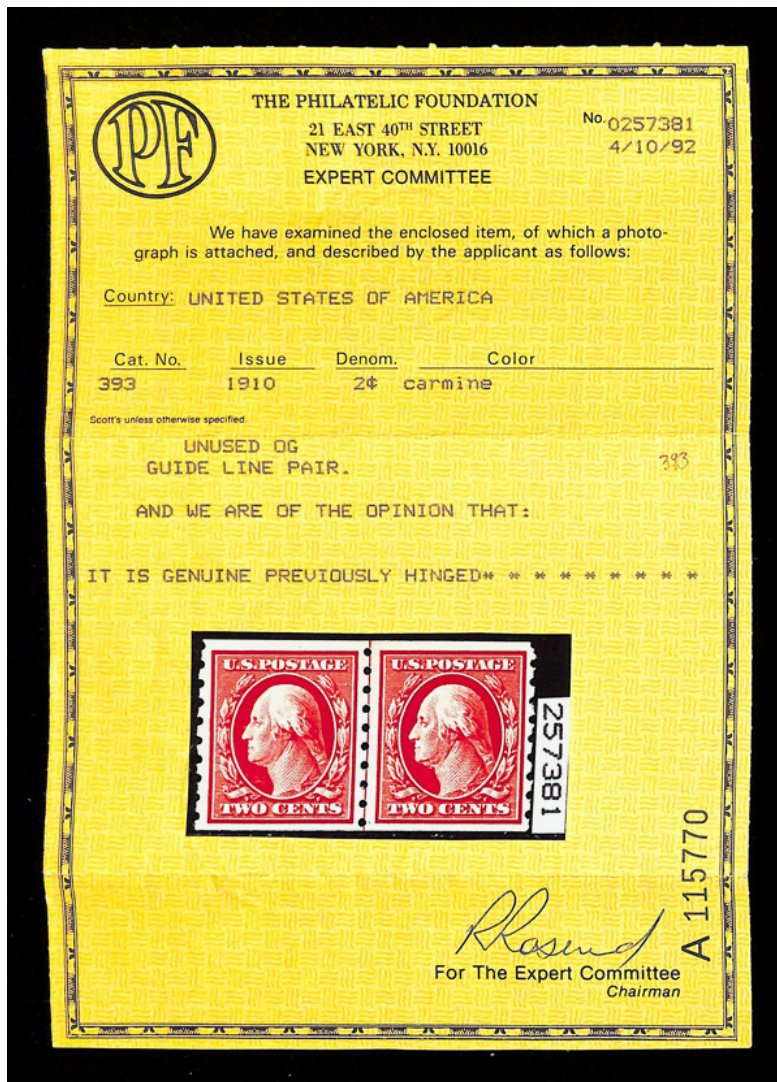 PF
THE PHILATELIC FOUNDATION
21 EAST 40TH STREET
NEW YORK, N.Y. 10016
EXPERT COMMITTEE
No. 0257381
4/10/92
We have examined the enclosed item, of which a photo-
graph is attached, and described by the applicant as follows:
Country: UNITED STATES OF AMERICA
Cat. No. Issue Denom. Color
393 1910 2¢ carmine
Scott's unless otherwise specified.
UNUSED OG
GUIDE LINE PAIR.
393
AND WE ARE OF THE OPINION THAT:
IT IS GENUINE PREVIOUSLY HINGED* * * * * * * * *
U.S.POSTAGE U.S.POSTAGE
TWO CENTS TWO CENTS
257381
A 115770
For The Expert Committee
Chairman